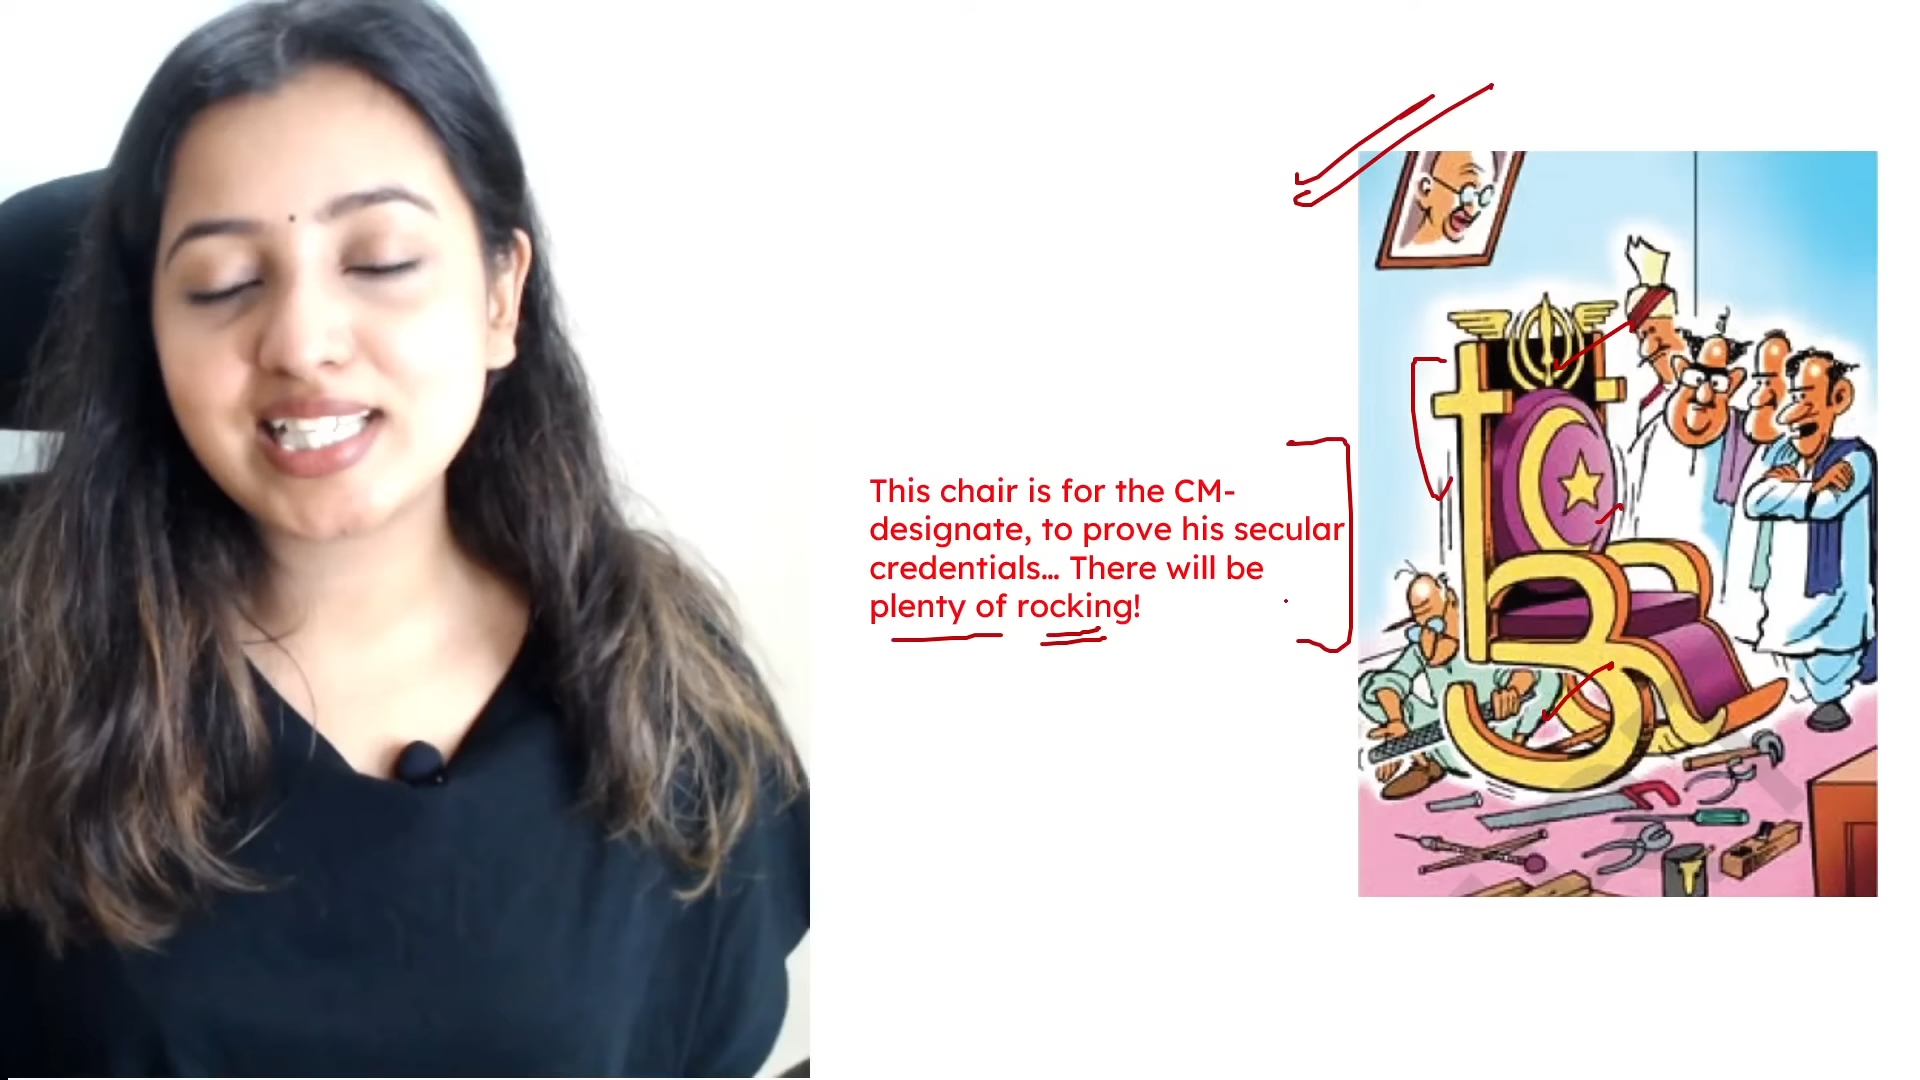 This chair is for the CM-
designate, to prove his secular
credentials... There will be
plenty of rocking!